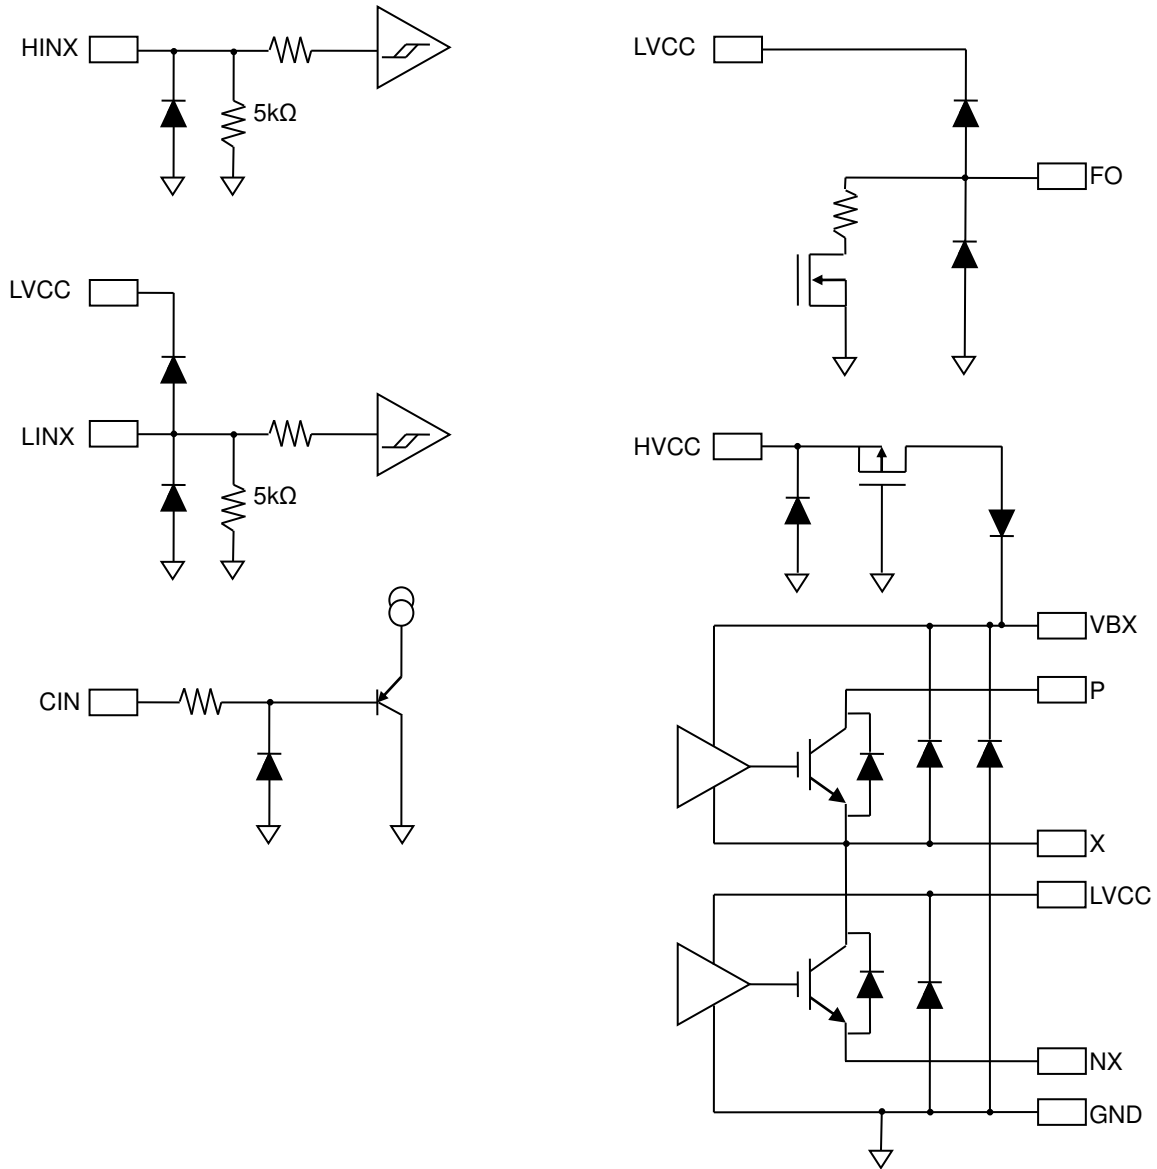 HINX
5kΩ
LVCC
LINX
5kΩ
CIN
LVCC
FO
HVCC
VBX
P
X
LVCC
NX
GND